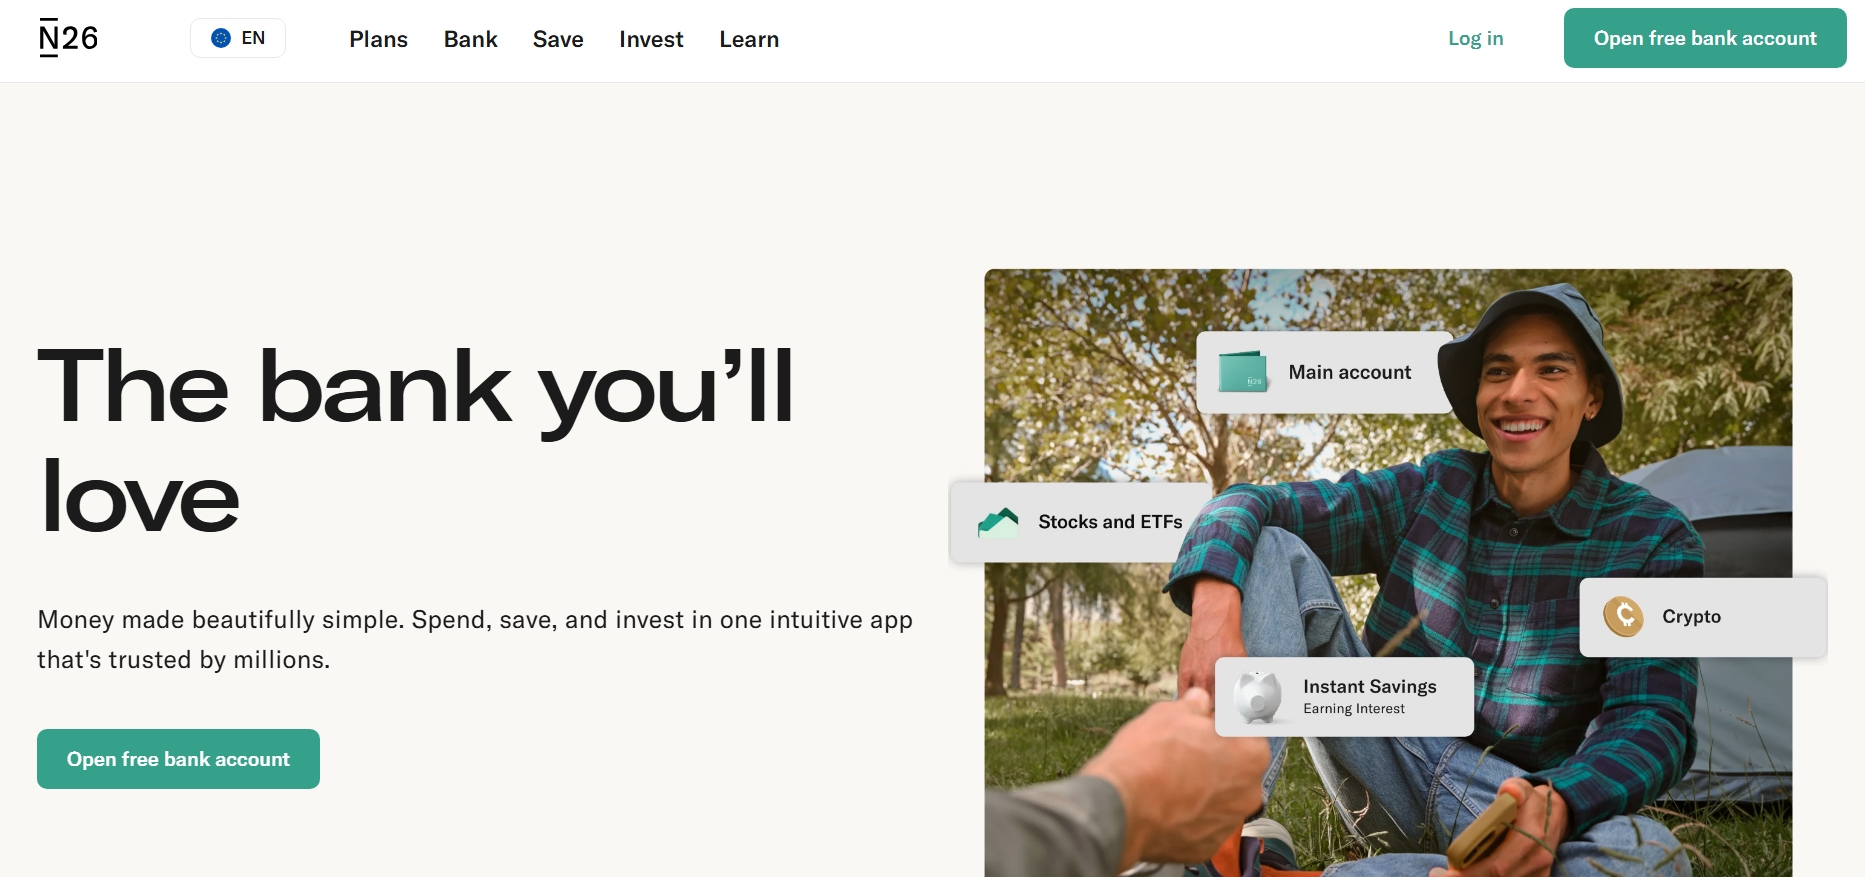 N26
EN
Plans
Bank
Save
Invest
Learn
Log in
Open free bank account
The bank you’ll
love
Money made beautifully simple. Spend, save, and invest in one intuitive app
that's trusted by millions.
Open free bank account
Main account
N26
Stocks and ETFs
Crypto
Instant Savings
Earning Interest